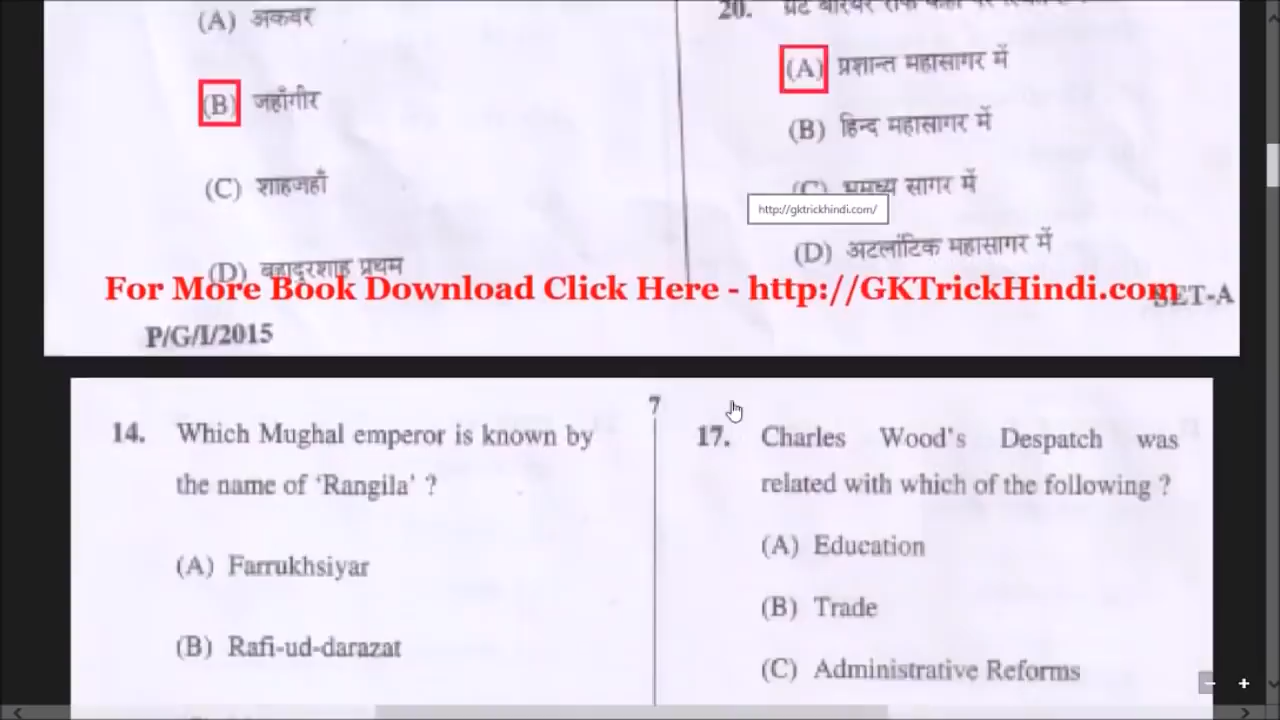 (A) अकबर
(B) जहाँगीर
(C) शाहजहाँ
(D) बहादुरशाह प्रथम
20.
(A) प्रशान्त महासागर में
(B) हिन्द महासागर में
(C) भूमध्य सागर में
http://gktrickhindi.com/
(D) अटलांटिक महासागर में
For More Book Download Click Here - http://GKTrickHindi.com
SET-A
P/G/I/2015
7
14. Which Mughal emperor is known by
the name of ‘Rangila’ ?
(A) Farrukhsiyar
(B) Rafi-ud-darazat
17. Charles Wood’s Despatch was
related with which of the following ?
(A) Education
(B) Trade
(C) Administrative Reforms